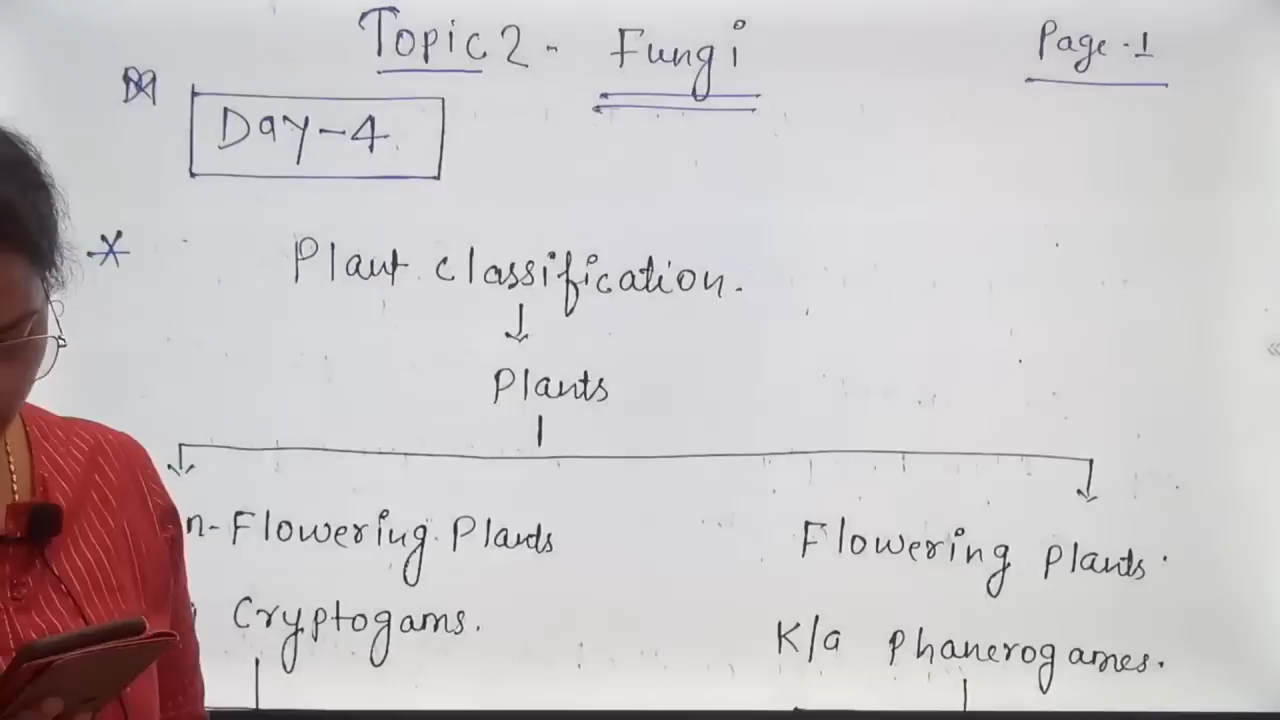 Topic 2 - Fungi
Page - 1
Day - 4
Plant classification.
Plants
n-Flowering Plants
Flowering plants.
Cryptogams.
K/a Phanerogames.